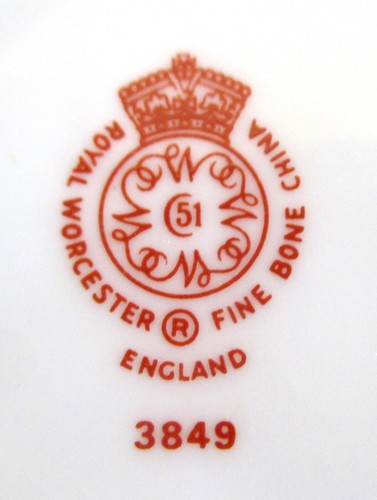 ROYAL WORCESTER ® FINE BONE CHINA
W W W W
C 51
ENGLAND
3849